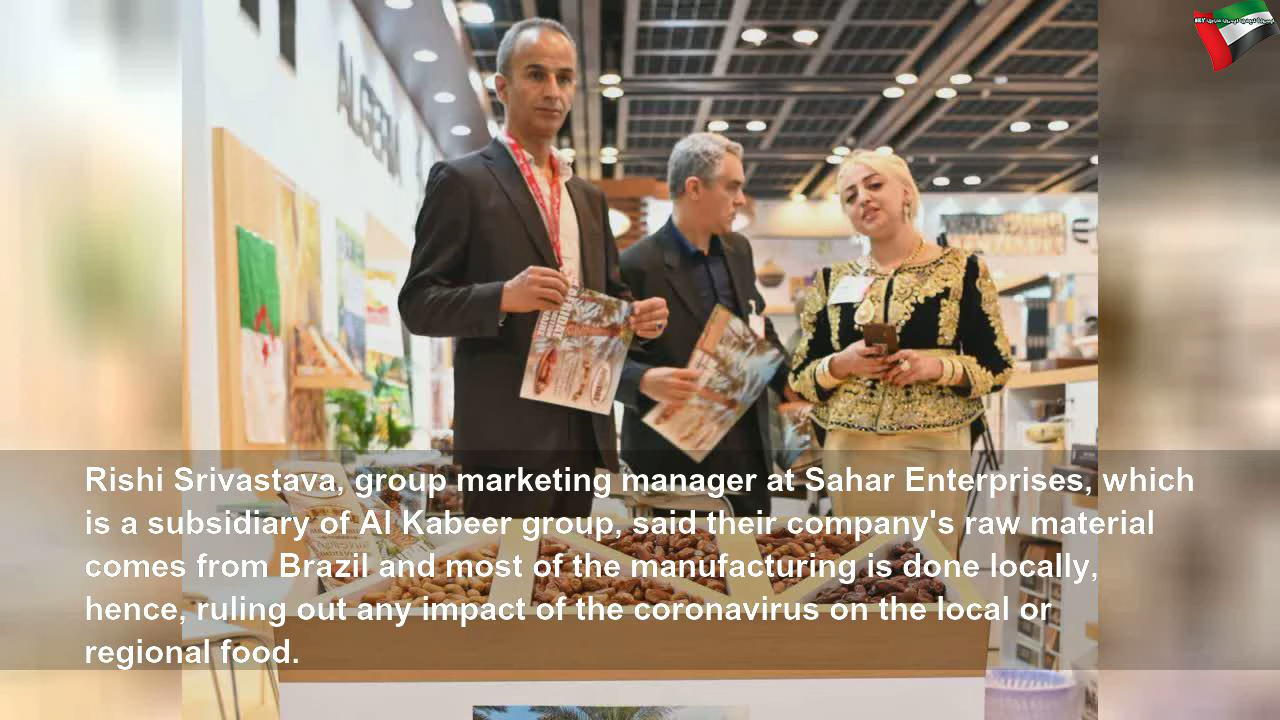 ALGERIA
Rishi Srivastava, group marketing manager at Sahar Enterprises, which
is a subsidiary of Al Kabeer group, said their company's raw material
comes from Brazil and most of the manufacturing is done locally,
hence, ruling out any impact of the coronavirus on the local or
regional food.